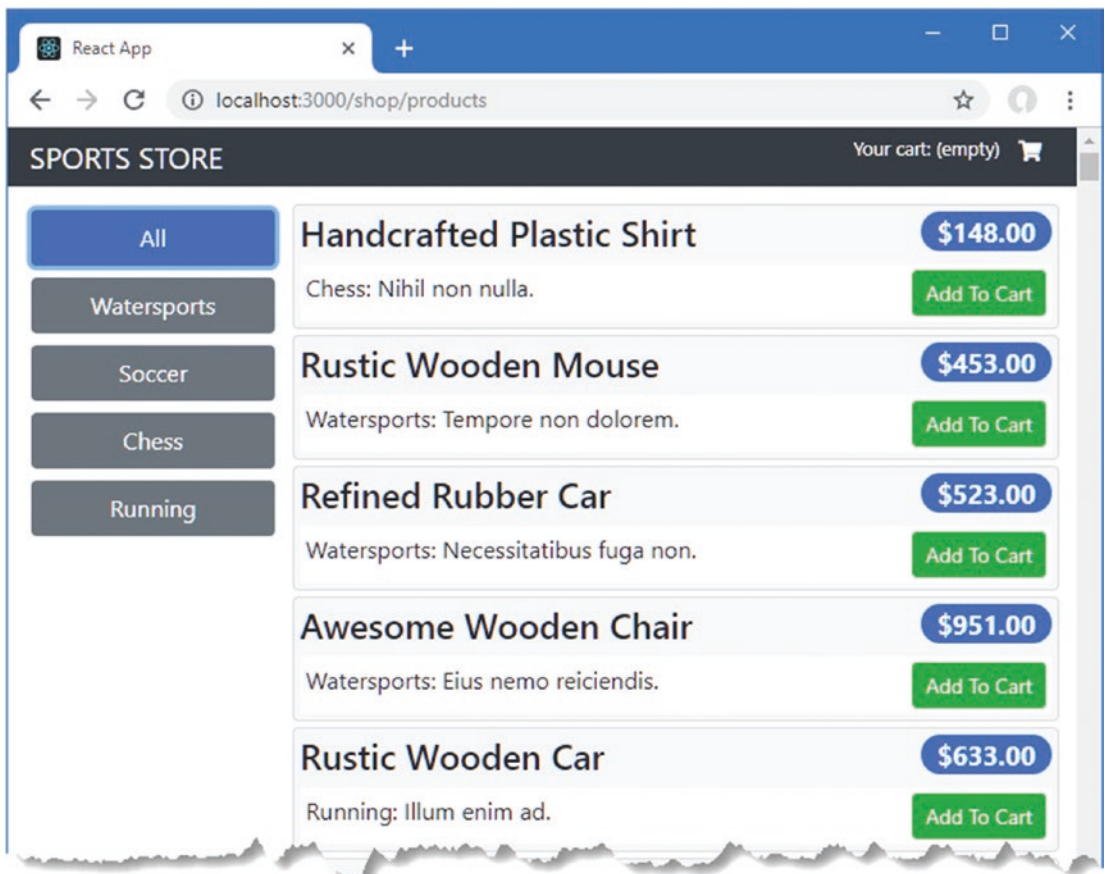 React App
localhost:3000/shop/products
SPORTS STORE
Your cart: (empty)
All
Watersports
Soccer
Chess
Running
Handcrafted Plastic Shirt
$148.00
Chess: Nihil non nulla.
Add To Cart
Rustic Wooden Mouse
$453.00
Watersports: Tempore non dolorem.
Add To Cart
Refined Rubber Car
$523.00
Watersports: Necessitatibus fuga non.
Add To Cart
Awesome Wooden Chair
$951.00
Watersports: Eius nemo reiciendis.
Add To Cart
Rustic Wooden Car
$633.00
Running: Illum enim ad.
Add To Cart